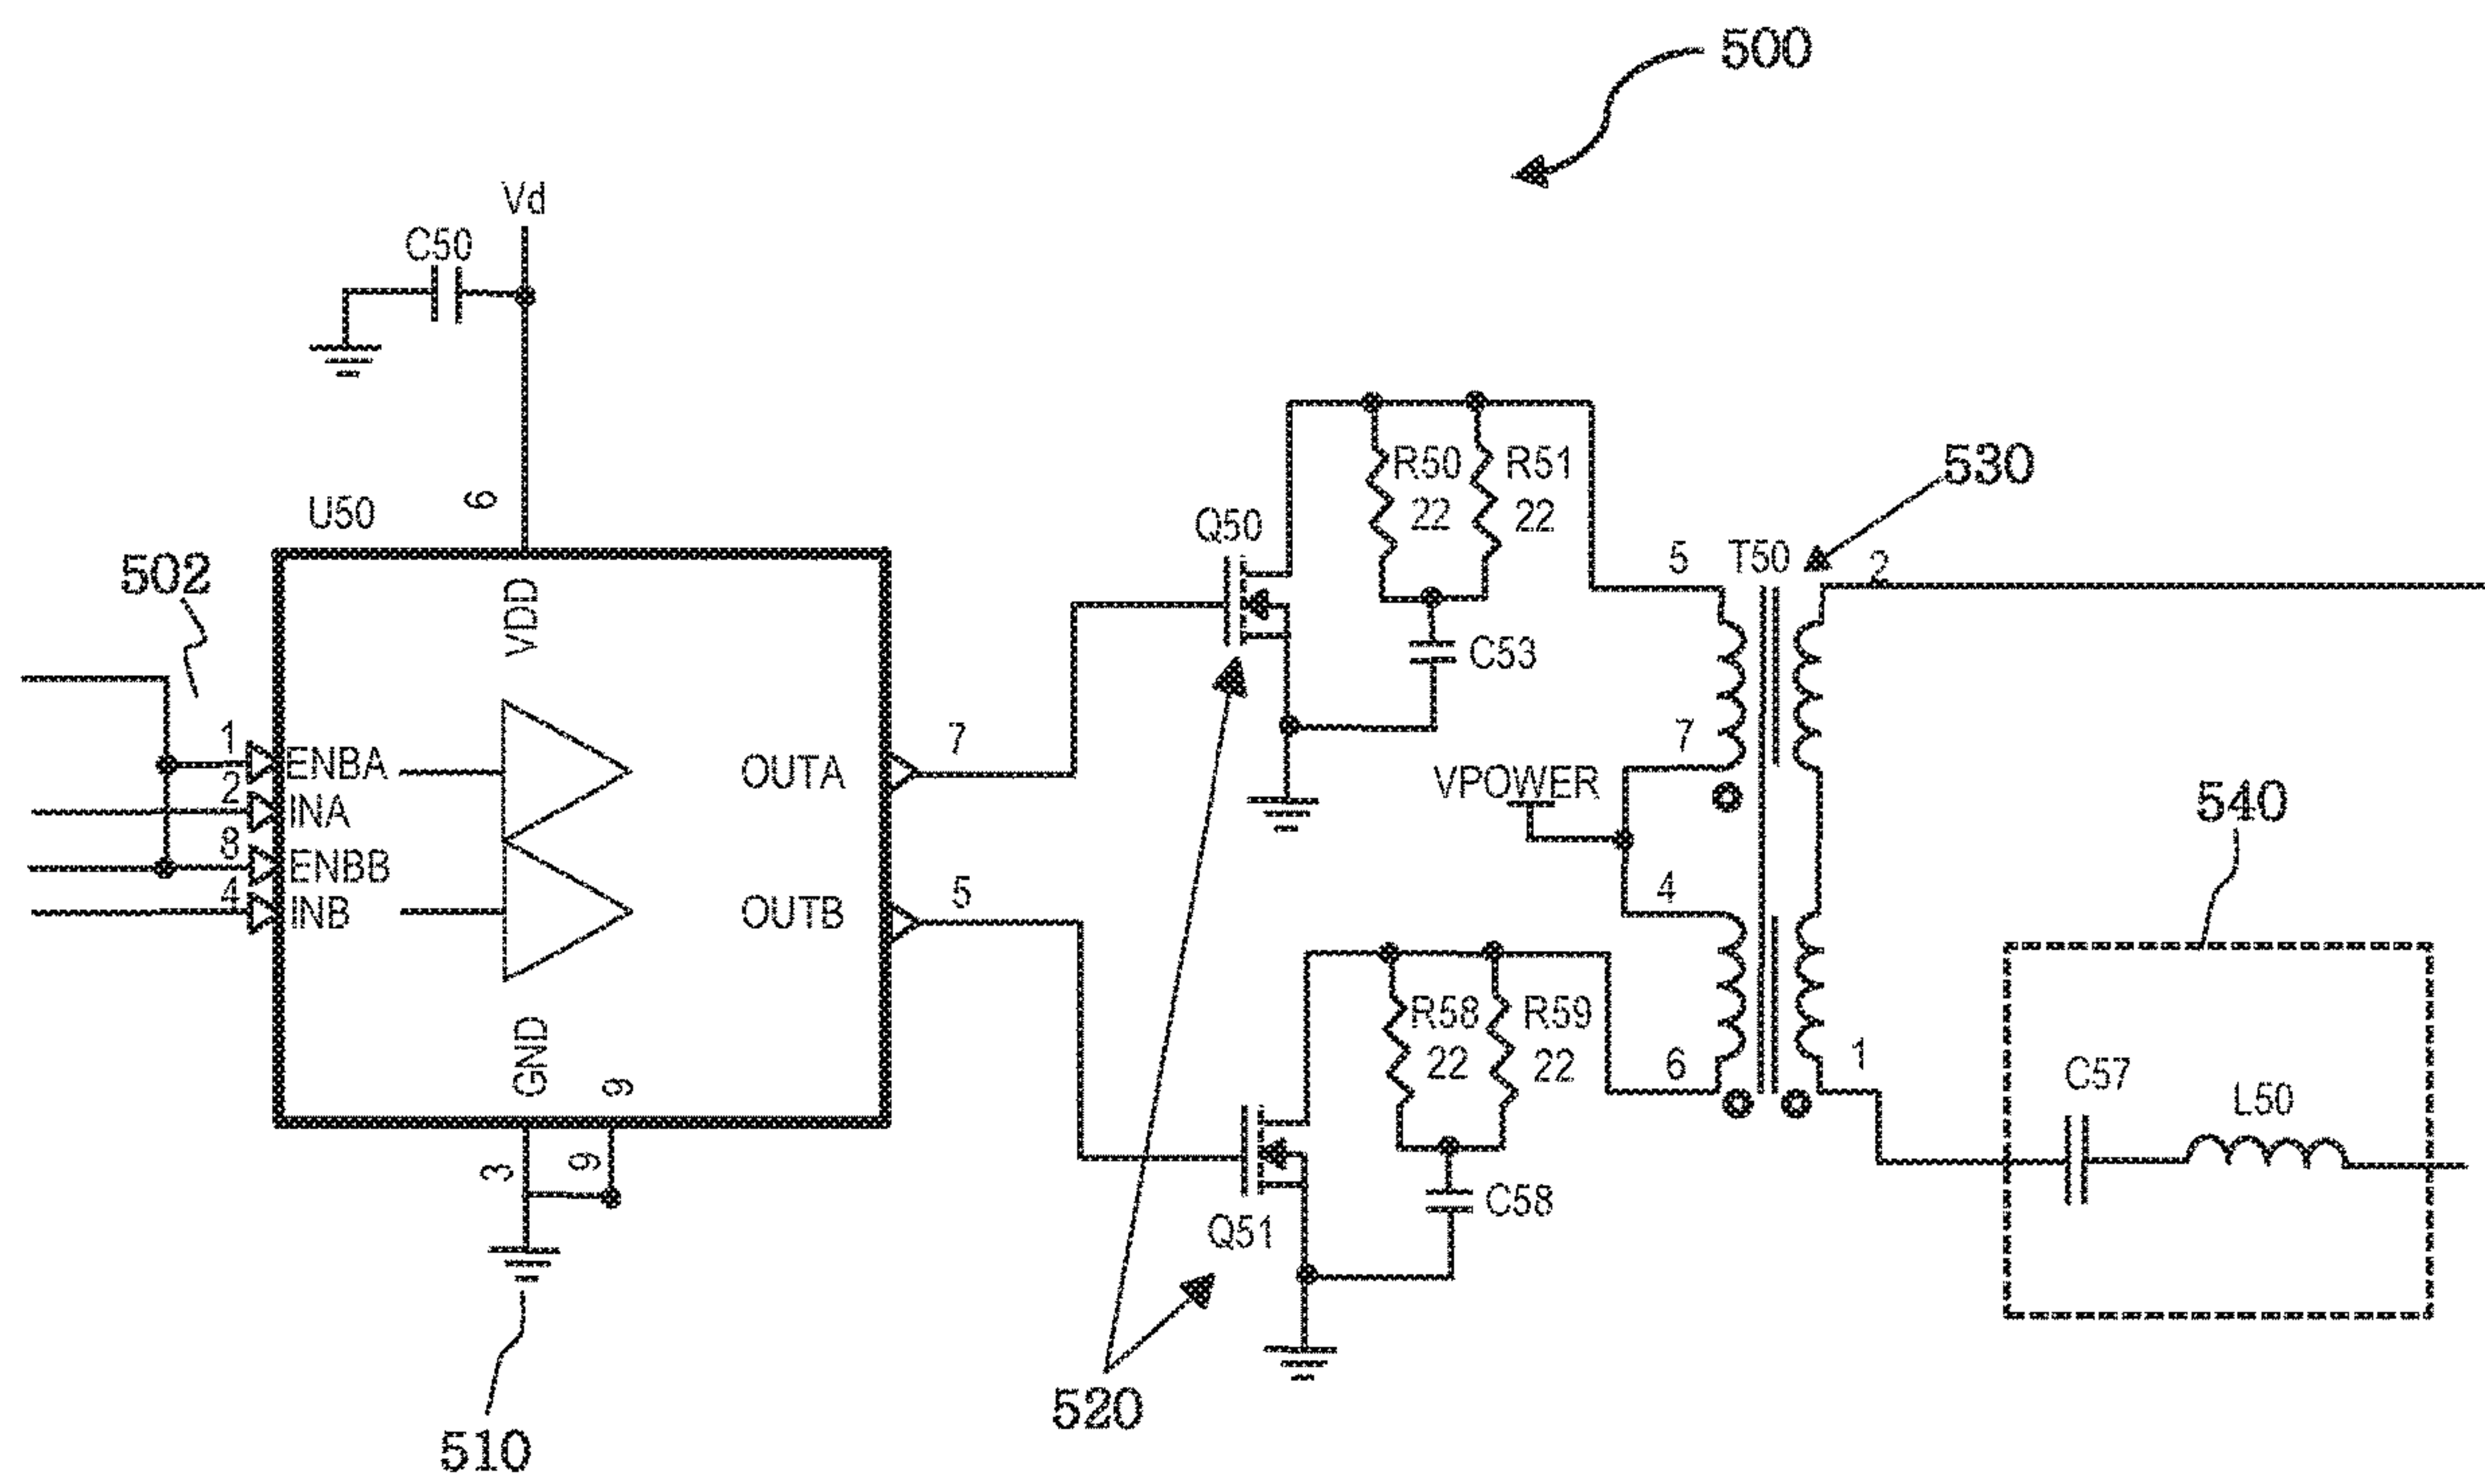 500
Vd
C50
6
U50
502
VDD
1
ENBA
2
INA
8
ENBB
4
INB
OUTA
7
OUTB
5
GND
9
3
9
510
Q50
R50
22
R51
22
C53
530
5
T50
2
7
VPOWER
4
6
1
Q51
R58
22
R59
22
C58
520
540
C57
L50